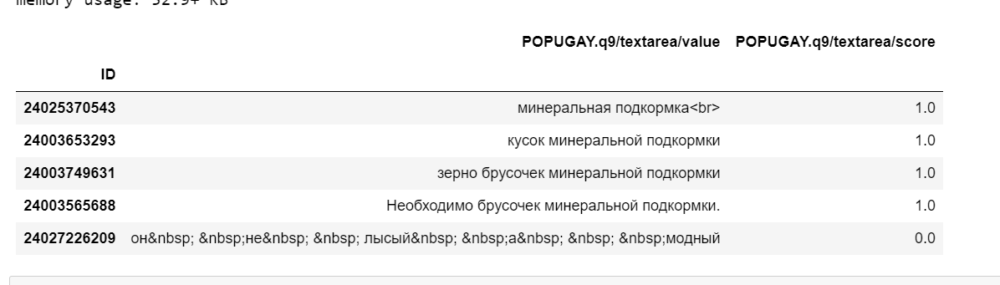 memory usage: 52.9+ KB
POPUGAY.q9/textarea/value POPUGAY.q9/textarea/score
ID
24025370543 минеральная подкормка<br> 1.0
24003653293 кусок минеральной подкормки 1.0
24003749631 зерно брусочек минеральной подкормки 1.0
24003565688 Необходимо брусочек минеральной подкормки. 1.0
24027226209 он&nbsp; &nbsp;не&nbsp; &nbsp; лысый&nbsp; &nbsp;а&nbsp; &nbsp; &nbsp;модный 0.0